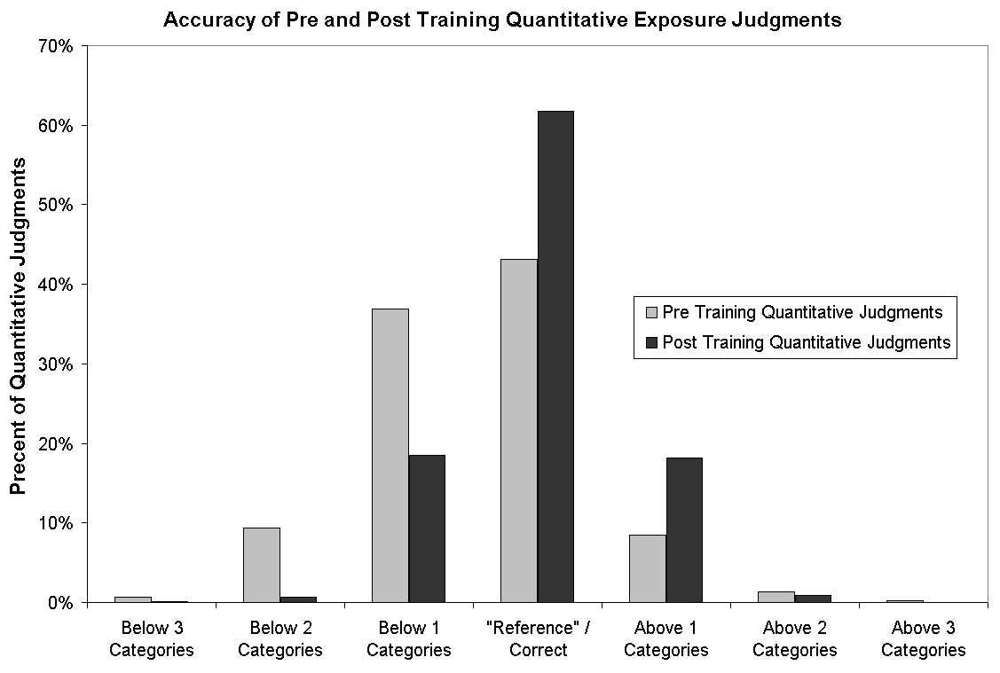 Accuracy of Pre and Post Training Quantitative Exposure Judgments
Precent of Quantitative Judgments
70%
60%
50%
40%
30%
20%
10%
0%
Pre Training Quantitative Judgments
Post Training Quantitative Judgments
Below 3
Categories
Below 2
Categories
Below 1
Categories
"Reference" /
Correct
Above 1
Categories
Above 2
Categories
Above 3
Categories